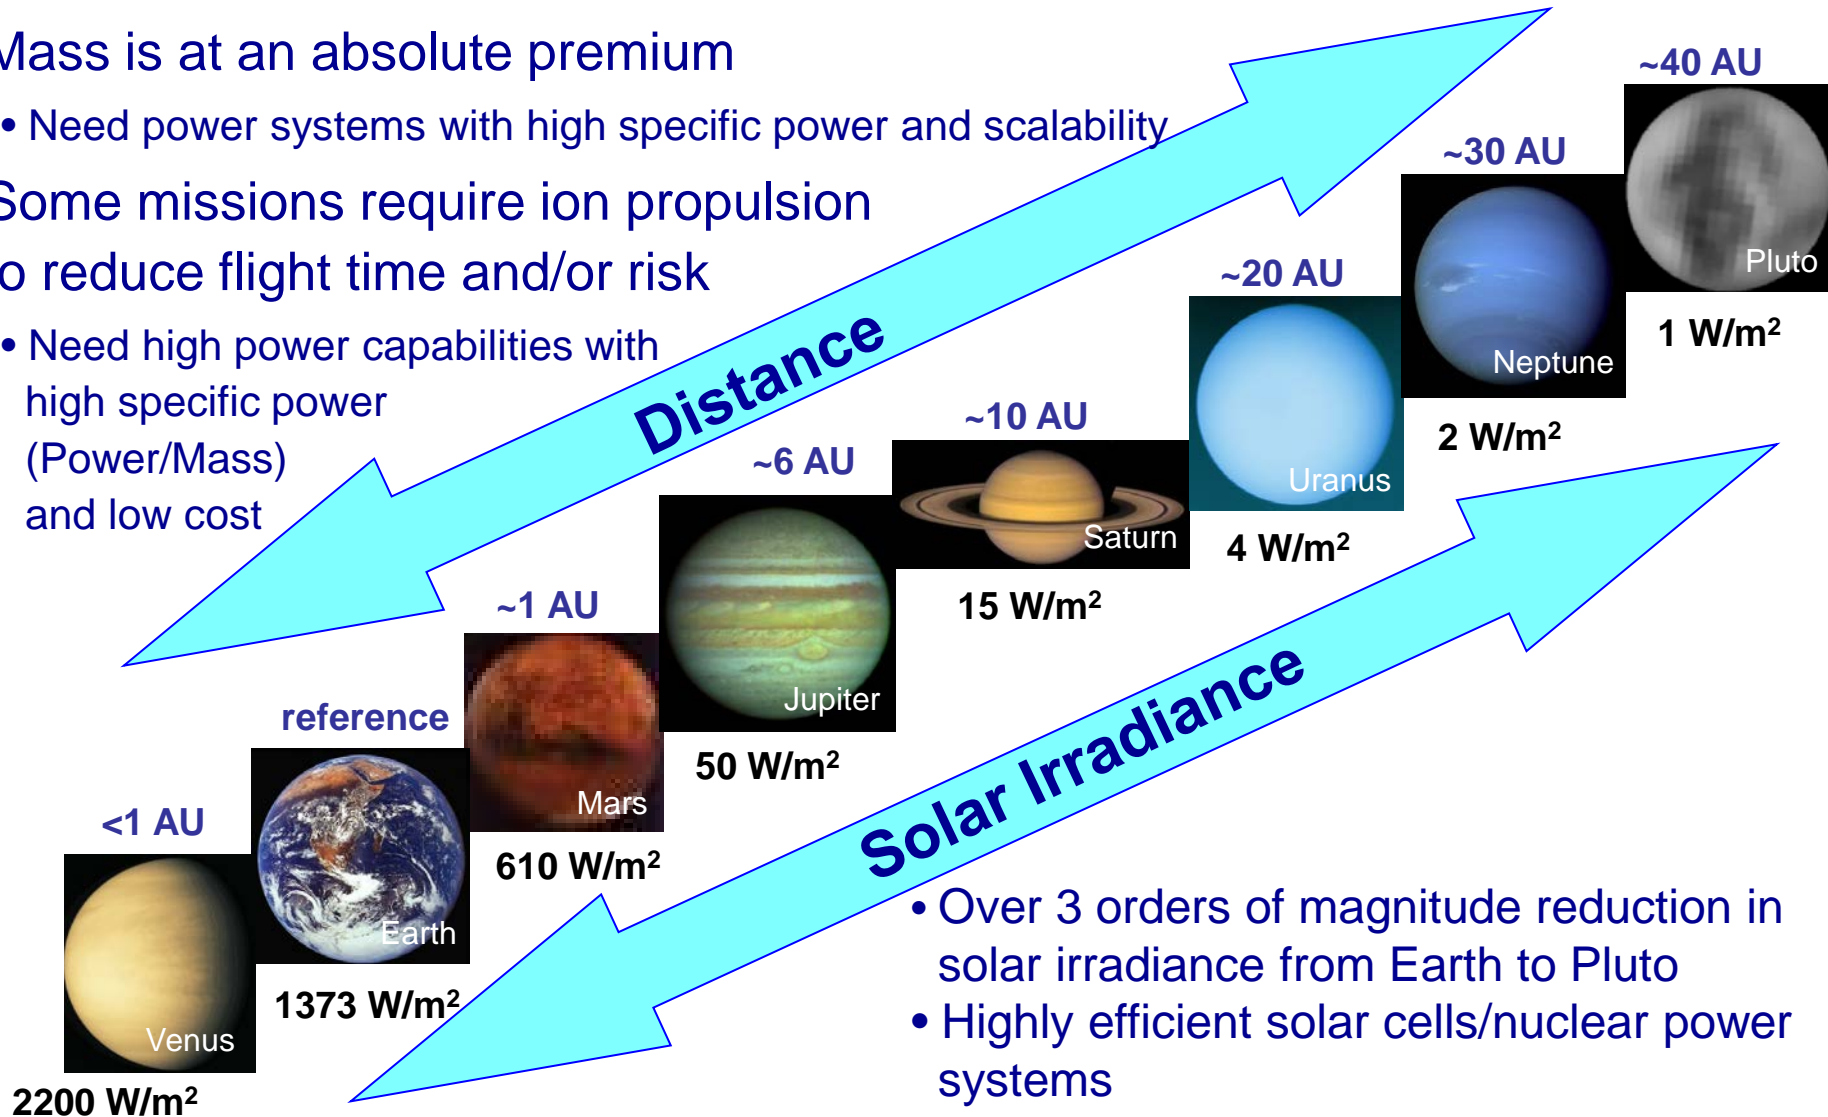 Mass is at an absolute premium
• Need power systems with high specific power and scalability
Some missions require ion propulsion
o reduce flight time and/or risk
• Need high power capabilities with
high specific power
(Power/Mass)
and low cost
Distance
~40 AU
Pluto
1 W/m²
~30 AU
Neptune
2 W/m²
~20 AU
Uranus
4 W/m²
~10 AU
Saturn
15 W/m²
~6 AU
Jupiter
50 W/m²
~1 AU
Mars
610 W/m²
reference
Earth
1373 W/m²
<1 AU
Venus
2200 W/m²
Solar Irradiance
• Over 3 orders of magnitude reduction in
solar irradiance from Earth to Pluto
• Highly efficient solar cells/nuclear power
systems